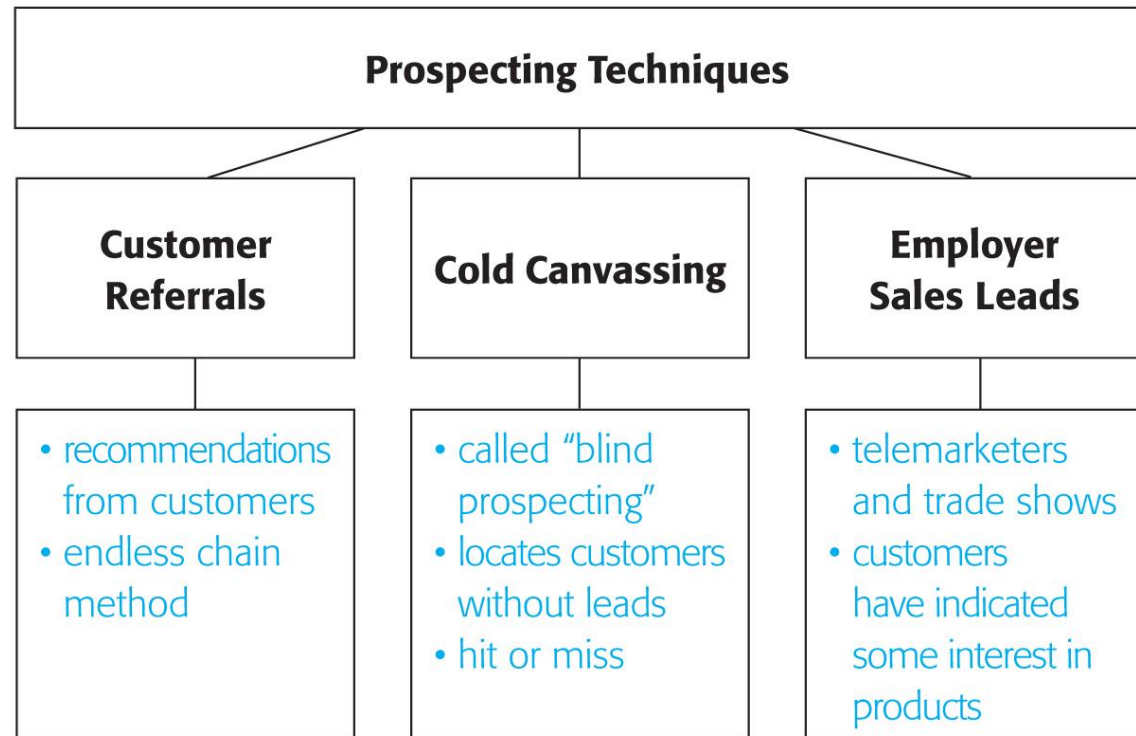 Prospecting Techniques
Customer
Referrals
Cold Canvassing
Employer
Sales Leads
• recommendations
from customers
• endless chain
method
• called “blind
prospecting”
• locates customers
without leads
• hit or miss
• telemarketers
and trade shows
• customers
have indicated
some interest in
products